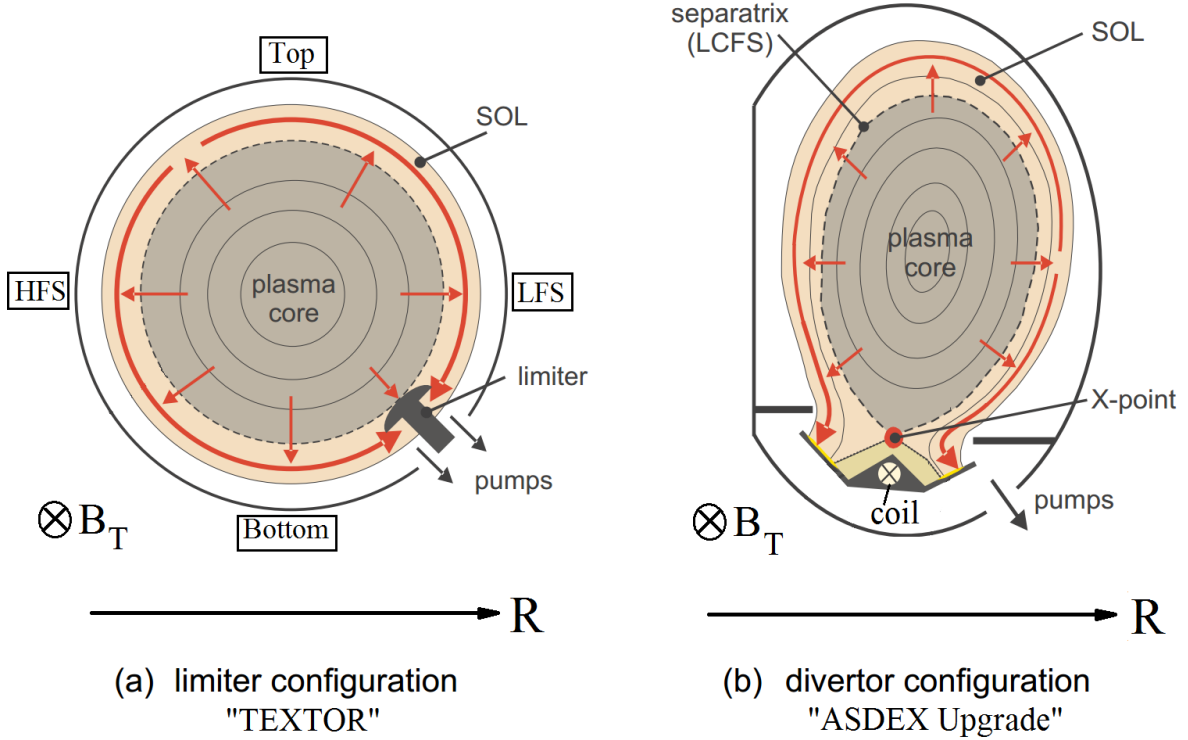 Top
SOL
HFS
plasma
core
LFS
limiter
pumps
B_T
Bottom
R
(a) limiter configuration
"TEXTOR"
separatrix
(LCFS)
SOL
plasma
core
X-point
coil
pumps
B_T
R
(b) divertor configuration
"ASDEX Upgrade"